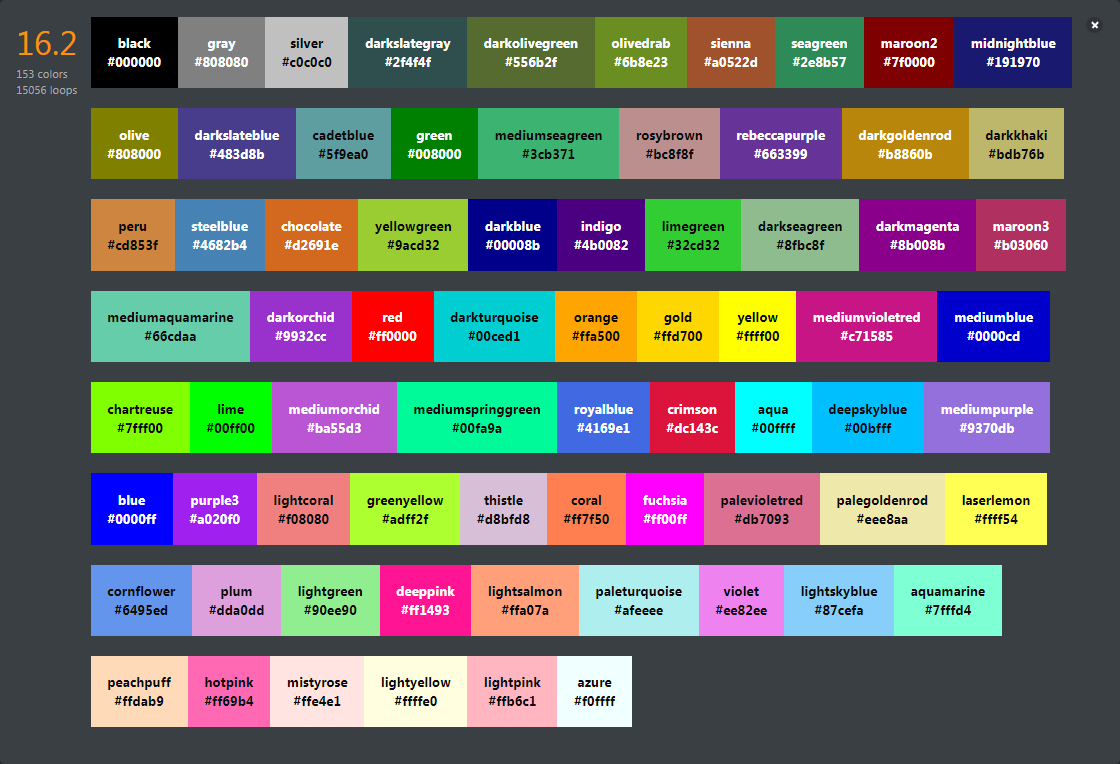 16.2
153 colors
15056 loops
black gray silver darkslategray darkolivegreen olivedrab sienna seagreen maroon2 midnightblue
#000000 #808080 #c0c0c0 #2f4f4f #556b2f #6b8e23 #a0522d #2e8b57 #7f0000 #191970
olive darkslateblue cadetblue green mediumseagreen rosybrown rebeccapurple darkgoldenrod darkkhaki
#808000 #483d8b #5f9ea0 #008000 #3cb371 #bc8f8f #663399 #b8860b #bdb76b
peru steelblue chocolate yellowgreen darkblue indigo limegreen darkseagreen darkmagenta maroon3
#cd853f #4682b4 #d2691e #9acd32 #00008b #4b0082 #32cd32 #8fbc8f #8b008b #b03060
mediumaquamarine darkorchid red darkturquoise orange gold yellow mediumvioletred mediumblue
#66cdaa #9932cc #ff0000 #00ced1 #ffa500 #ffd700 #ffff00 #c71585 #0000cd
chartreuse lime mediumorchid mediumspringgreen royalblue crimson aqua deepskyblue mediumpurple
#7fff00 #00ff00 #ba55d3 #00fa9a #4169e1 #dc143c #00ffff #00bfff #9370db
blue purple3 lightcoral greenyellow thistle coral fuchsia palevioletred palegoldenrod laserlemon
#0000ff #a020f0 #f08080 #adff2f #d8bfd8 #ff7f50 #ff00ff #db7093 #eee8aa #ffff54
cornflower plum lightgreen deeppink lightsalmon paleturquoise violet lightskyblue aquamarine
#6495ed #dda0dd #90ee90 #ff1493 #ffa07a #afeeee #ee82ee #87cefa #7fffd4
peachpuff hotpink mistyrose lightyellow lightpink azure
#ffdab9 #ff69b4 #ffe4e1 #ffffe0 #ffb6c1 #f0ffff